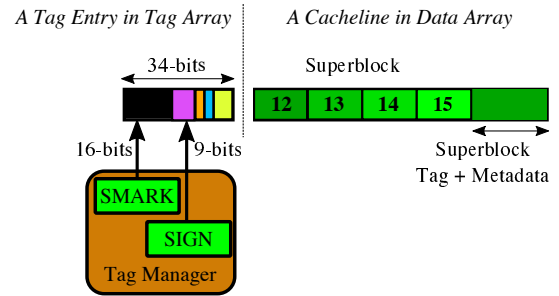 A Tag Entry in Tag Array
A Cacheline in Data Array
34-bits
Superblock
12 13 14 15
16-bits
9-bits
Superblock
Tag + Metadata
SMARK
SIGN
Tag Manager